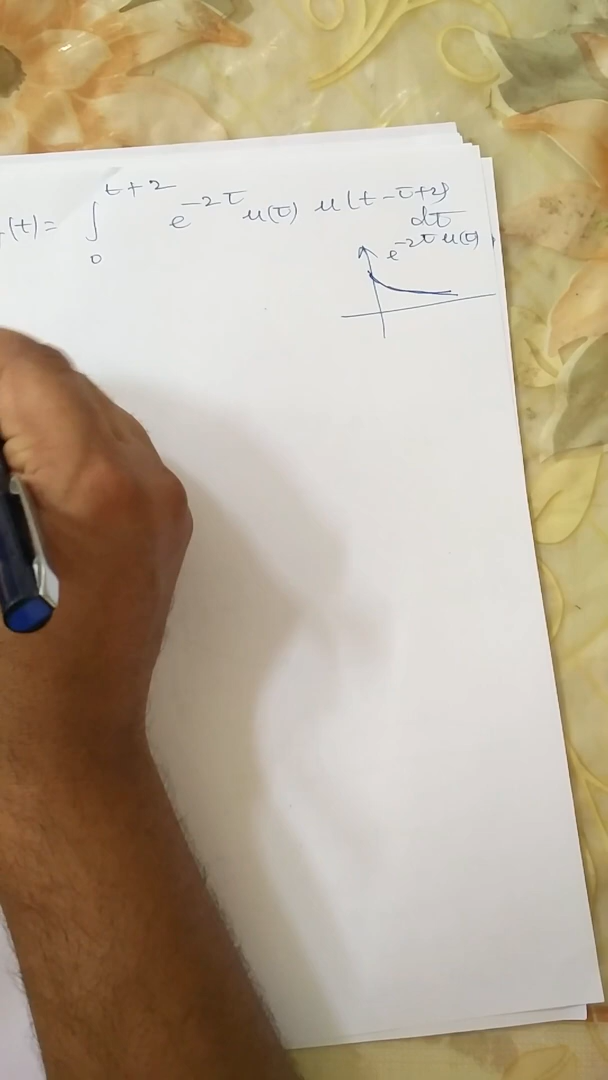 (t) = ∫₀^{t+2} e^{-2τ} u(τ) u(t-τ+2) dτ
e^{-2τ} u(τ)